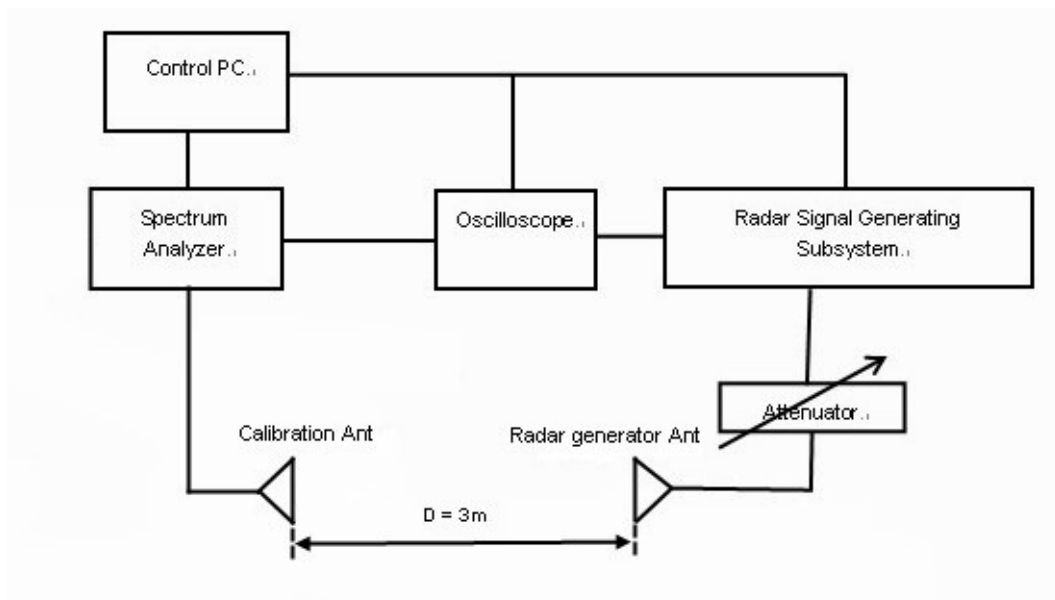 Control PC.
Spectrum
Analyzer.
Oscilloscope.
Radar Signal Generating
Subsystem.
Attenuator.
Calibration Ant
Radar generator Ant
D = 3m